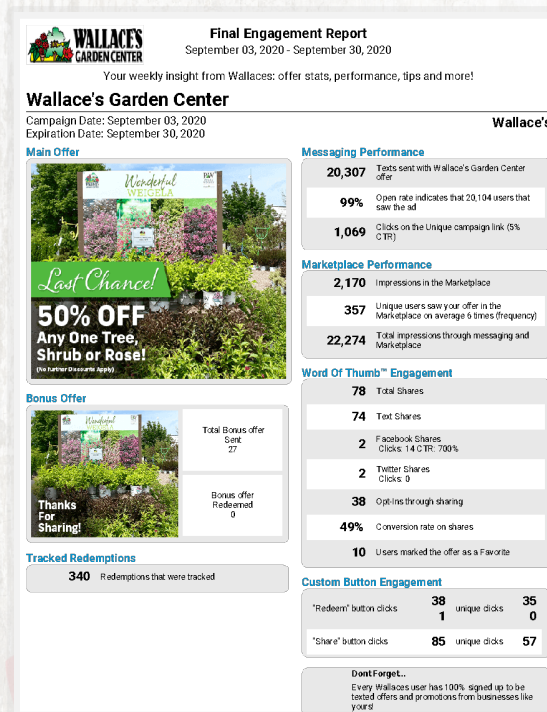 WALLACE'S
GARDEN CENTER
Final Engagement Report
September 03, 2020 - September 30, 2020
Your weekly insight from Wallaces: offer stats, performance, tips and more!
Wallace's Garden Center
Campaign Date: September 03, 2020
Expiration Date: September 30, 2020
Wallace's
Main Offer
Wonderful
WEIGELA
Last Chance!
50% OFF
Any One Tree,
Shrub or Rose!
(No Further Discounts Apply)
Bonus Offer
Wonderful
Thanks
For
Sharing!
Total Bonus offer
Sent
27
Bonus offer
Redeemed
0
Tracked Redemptions
340 Redemptions that were tracked
Messaging Performance
20,307 Texts sent with Wallace's Garden Center
offer
99% Open rate indicates that 20,104 users that
saw the ad
1,069 Clicks on the Unique campaign link (5%
CTR)
Marketplace Performance
2,170 Impressions in the Marketplace
357 Unique users saw your offer in the
Marketplace on average 6 times (frequency)
22,274 Total impressions through messaging and
Marketplace
Word Of Thumb™ Engagement
78 Total Shares
74 Text Shares
2 Facebook Shares
Clicks: 14 CTR: 700%
2 Twitter Shares
Clicks: 0
38 Opt-Ins through sharing
49% Conversion rate on shares
10 Users marked the offer as a Favorite
Custom Button Engagement
"Redeem" button clicks 38 unique clicks 35
1 0
"Share" button clicks 85 unique clicks 57
Dont Forget...
Every Wallaces user has 100% signed up to be
texted offers and promotions from businesses like
yours!